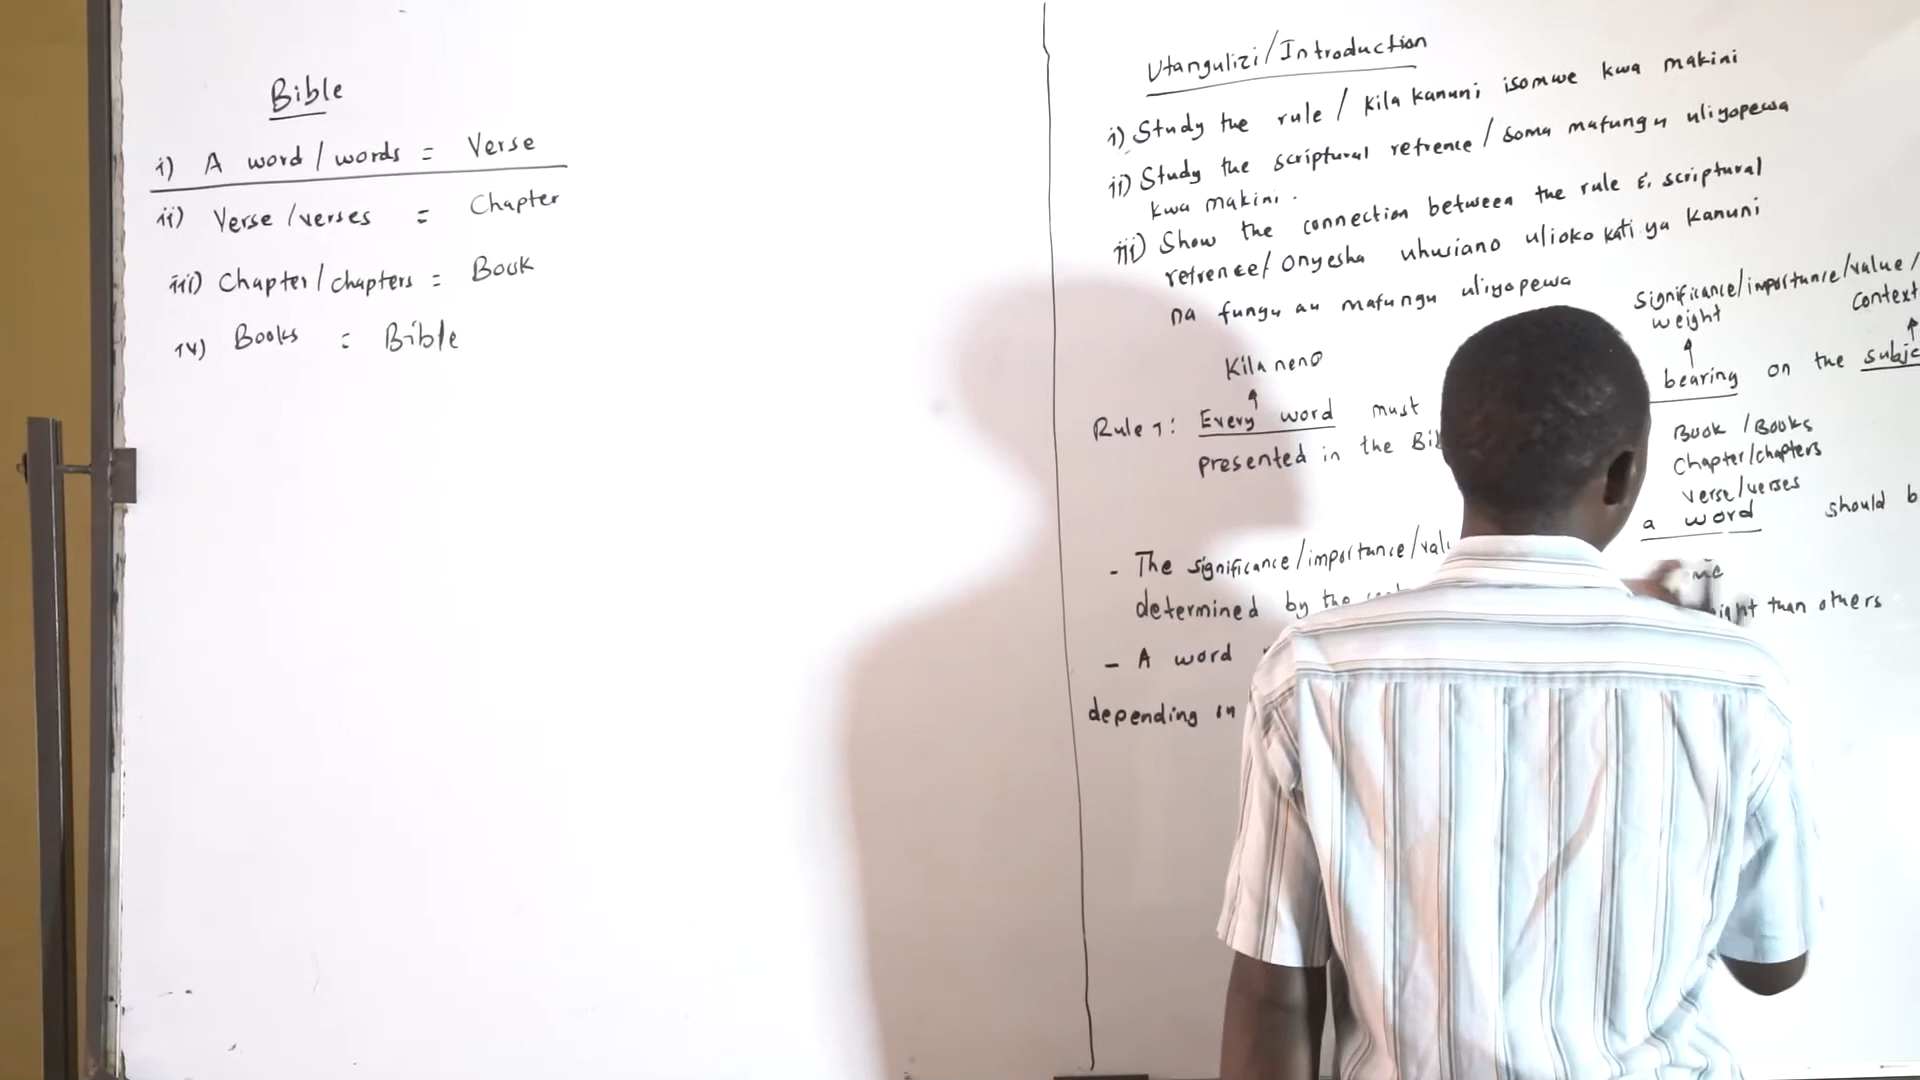 Bible
i) A word / words = Verse
ii) Verse / verses = Chapter
iii) Chapter / chapters = Book
iv) Books = Bible
Utangulizi / Introduction
i) Study the rule / kila kanuni isomwe kwa makini
ii) Study the scriptural refrence / soma mafungu uliyopewa
kwa makini.
iii) Show the connection between the rule & scriptural
refrence / onyesha uhusiano ulioko kati ya kanuni
na fungu au mafungu uliyopewa
significance / importance / value /
weight
context
Kila neno
Rule 1: Every word must
bearing on the subje
presented in the Bi
Book / Books
Chapter / chapters
Verse / verses
a word should b
- The significance / importance / val
determined by the
- A word
than others
depending in